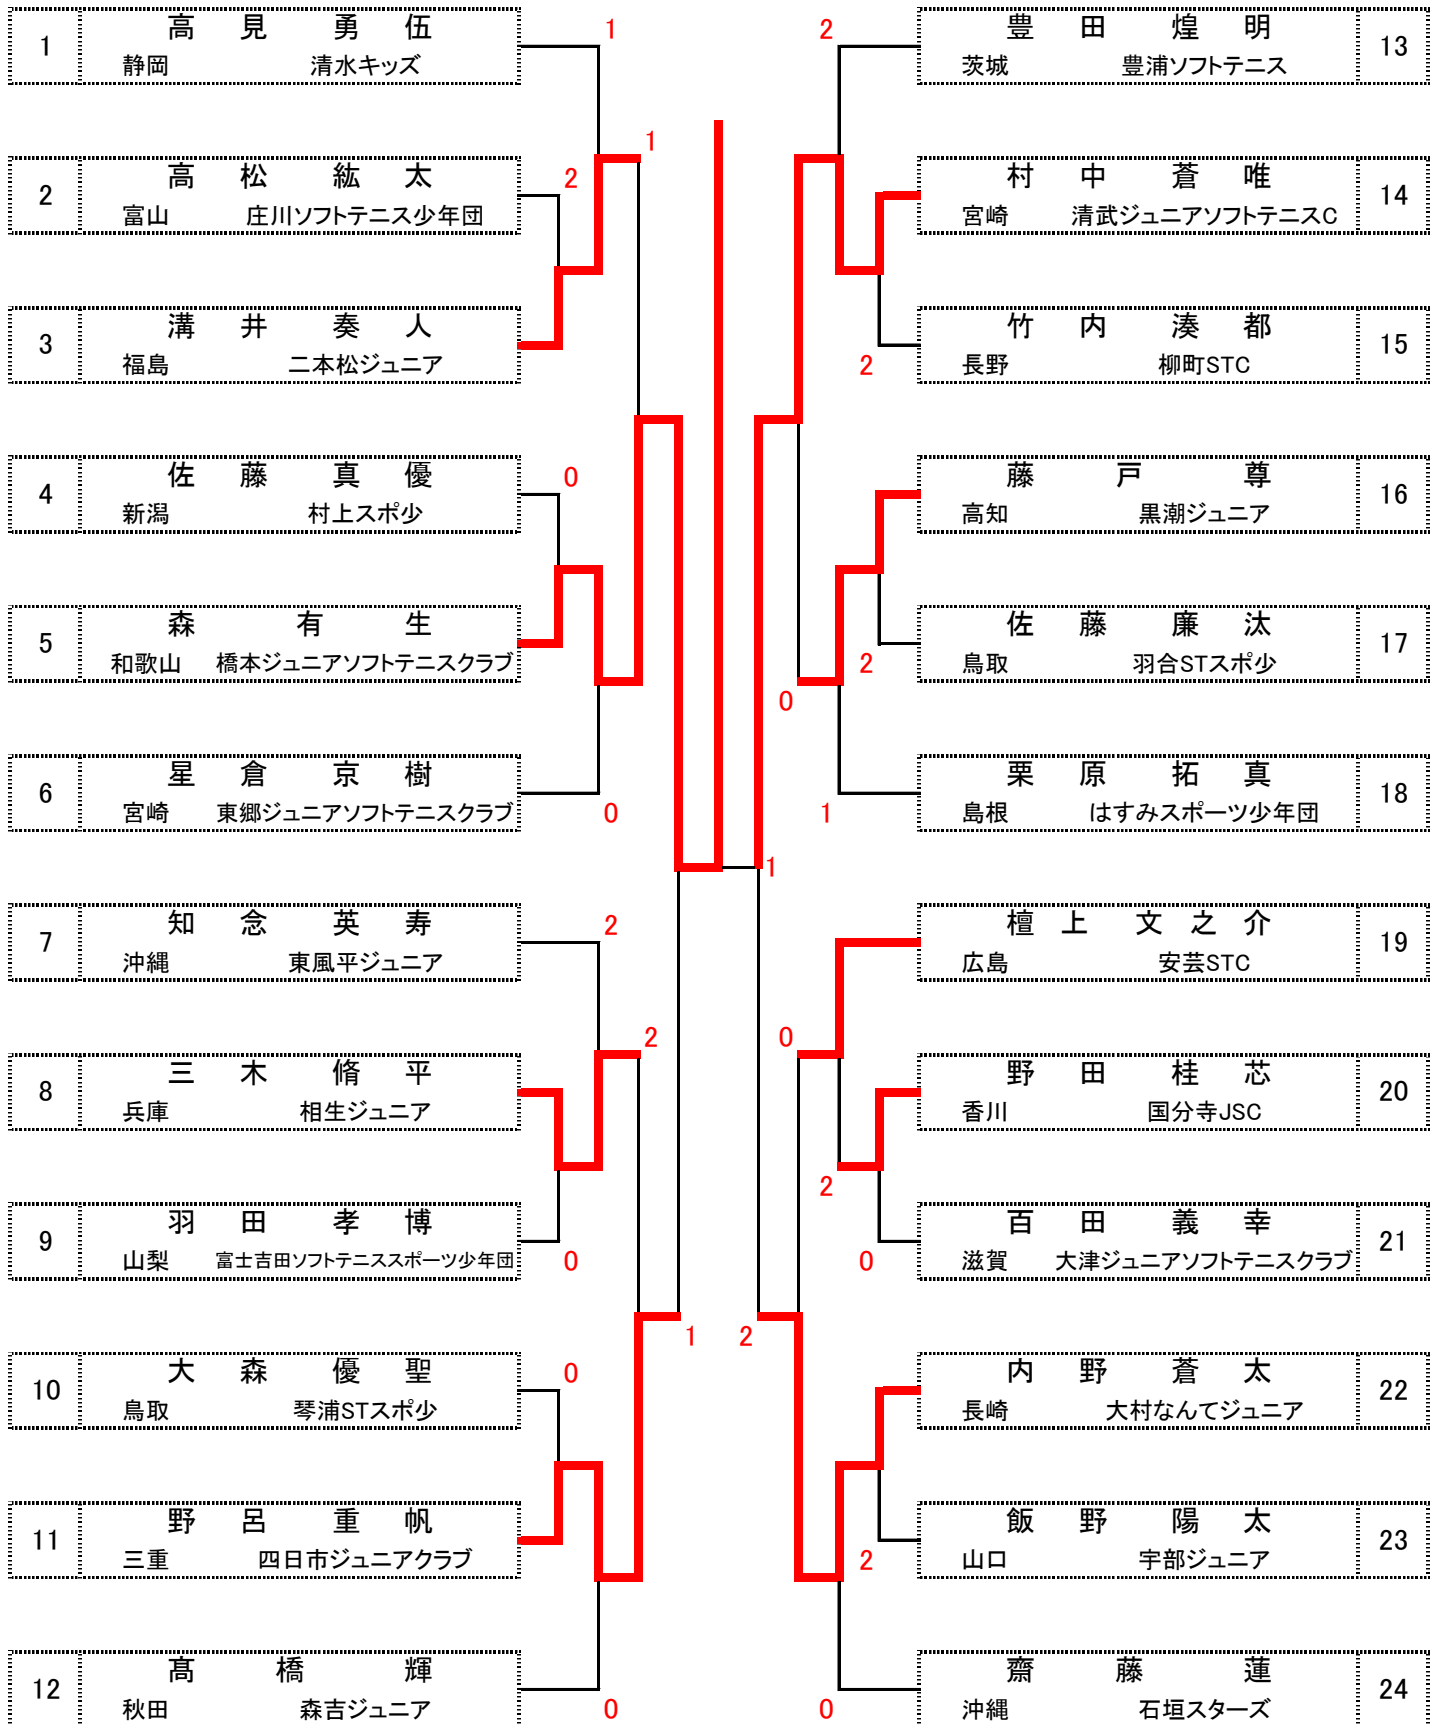 1 高見勇伍
静岡 清水キッズ
1
2 高松紘太
富山 庄川ソフトテニス少年団
2
1
3 溝井奏人
福島 二本松ジュニア
4 佐藤真優
新潟 村上スポ少
0
5 森有生
和歌山 橋本ジュニアソフトテニスクラブ
6 星倉京樹
宮崎 東郷ジュニアソフトテニスクラブ
0
7 知念英寿
沖縄 東風平ジュニア
2
8 三木脩平
兵庫 相生ジュニア
2
9 羽田孝博
山梨 富士吉田ソフトテニススポーツ少年団
0
10 大森優聖
鳥取 琴浦STスポ少
0
1
11 野呂重帆
三重 四日市ジュニアクラブ
12 髙橋輝
秋田 森吉ジュニア
0
2
豊田煌明 13
茨城 豊浦ソフトテニス
村中蒼唯 14
宮崎 清武ジュニアソフトテニスC
竹内湊都 15
長野 柳町STC
2
藤戸尊 16
高知 黒潮ジュニア
佐藤廉汰 17
鳥取 羽合STスポ少
2
0
栗原拓真 18
島根 はすみスポーツ少年団
1
1
檀上文之介 19
広島 安芸STC
0
野田桂芯 20
香川 国分寺JSC
2
百田義幸 21
滋賀 大津ジュニアソフトテニスクラブ
0
2
内野蒼太 22
長崎 大村なんてジュニア
飯野陽太 23
山口 宇部ジュニア
2
齋藤蓮 24
沖縄 石垣スターズ
0